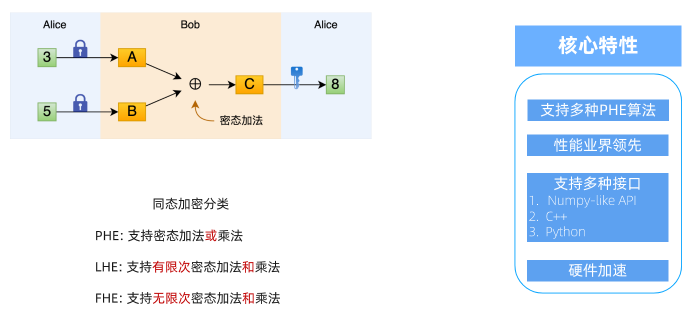 Alice
Bob
Alice
3
A
5
B
C
8
密态加法
同态加密分类
PHE: 支持密态加法或乘法
LHE: 支持有限次密态加法和乘法
FHE: 支持无限次密态加法和乘法
核心特性
支持多种PHE算法
性能业界领先
支持多种接口
1. Numpy-like API
2. C++
3. Python
硬件加速